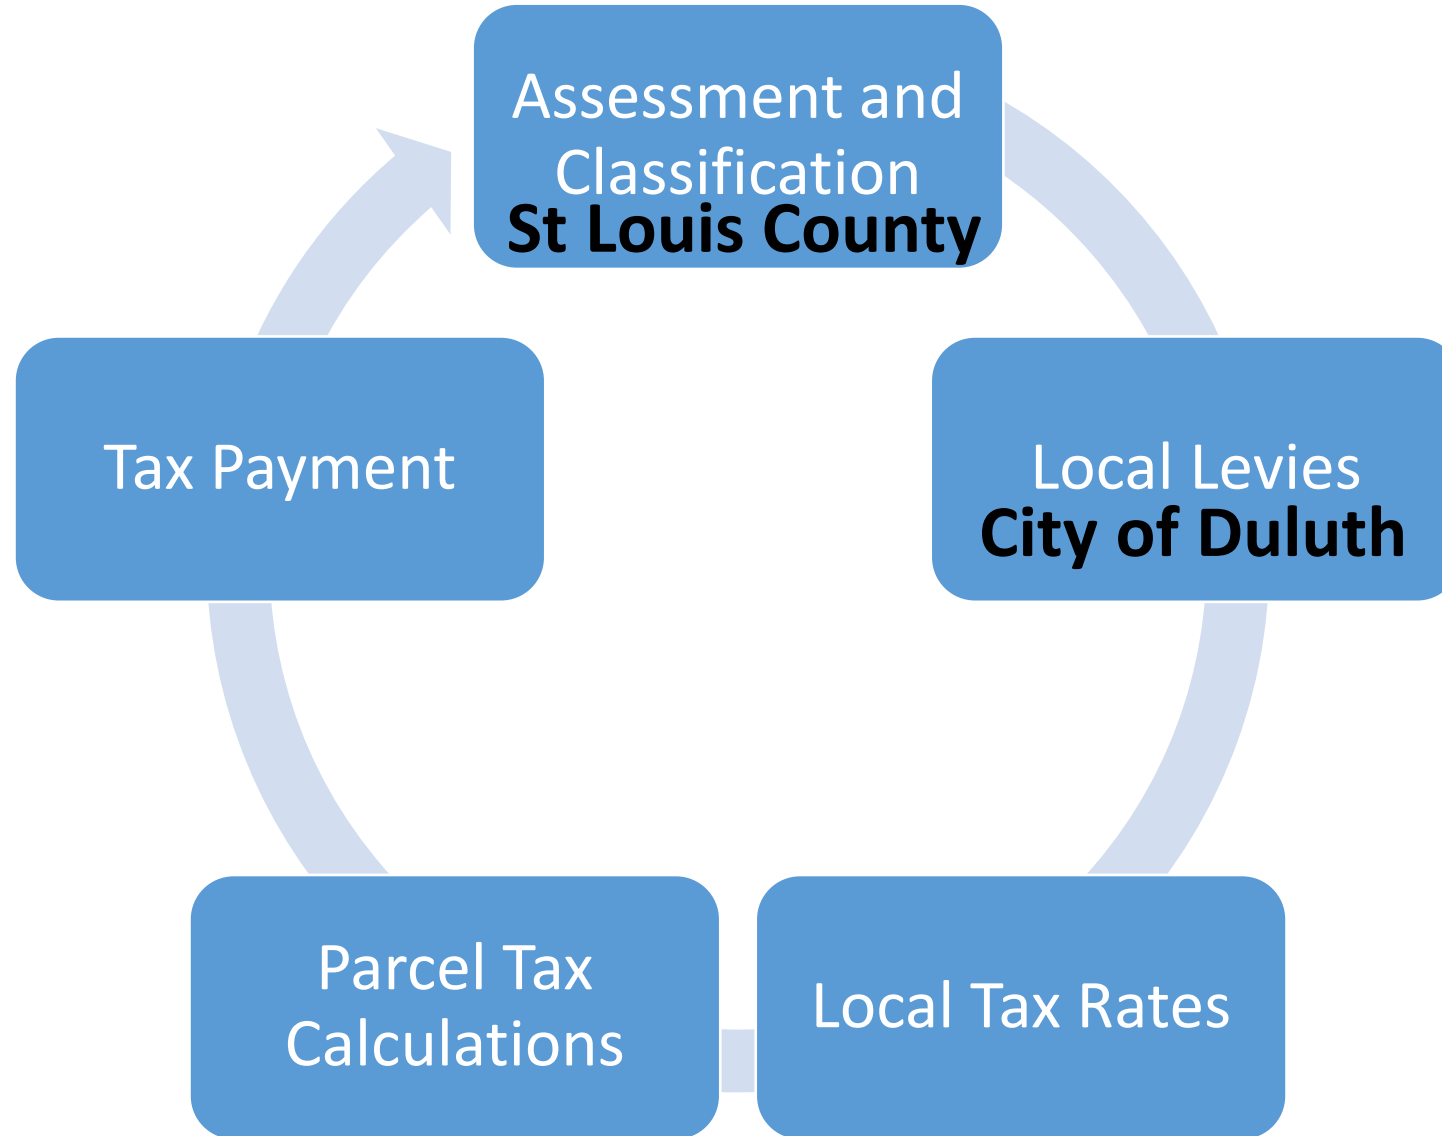 Assessment and
Classification
St Louis County
Local Levies
City of Duluth
Local Tax Rates
Parcel Tax
Calculations
Tax Payment